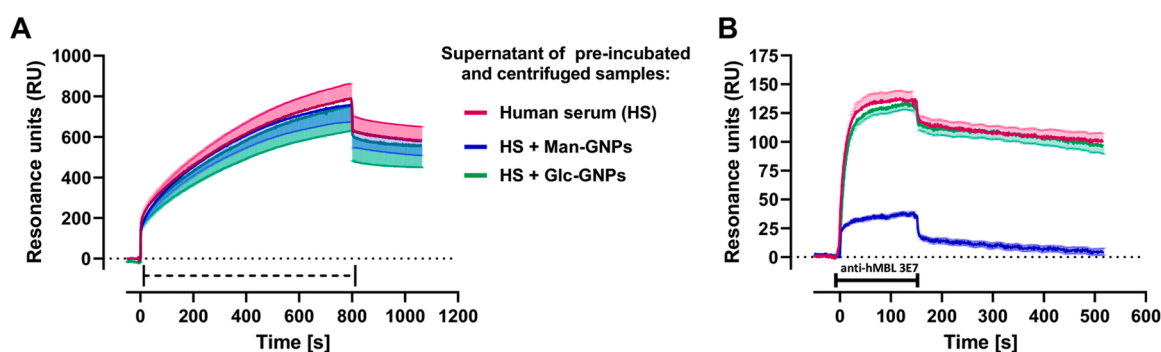 A
Resonance units (RU)
1000
800
600
400
200
0
0 200 400 600 800 1000 1200
Time [s]
Supernatant of pre-incubated
and centrifuged samples:
Human serum (HS)
HS + Man-GNPs
HS + Glc-GNPs
B
Resonance units (RU)
175
150
125
100
75
50
25
0
anti-hMBL 3E7
0 100 200 300 400 500 600
Time [s]